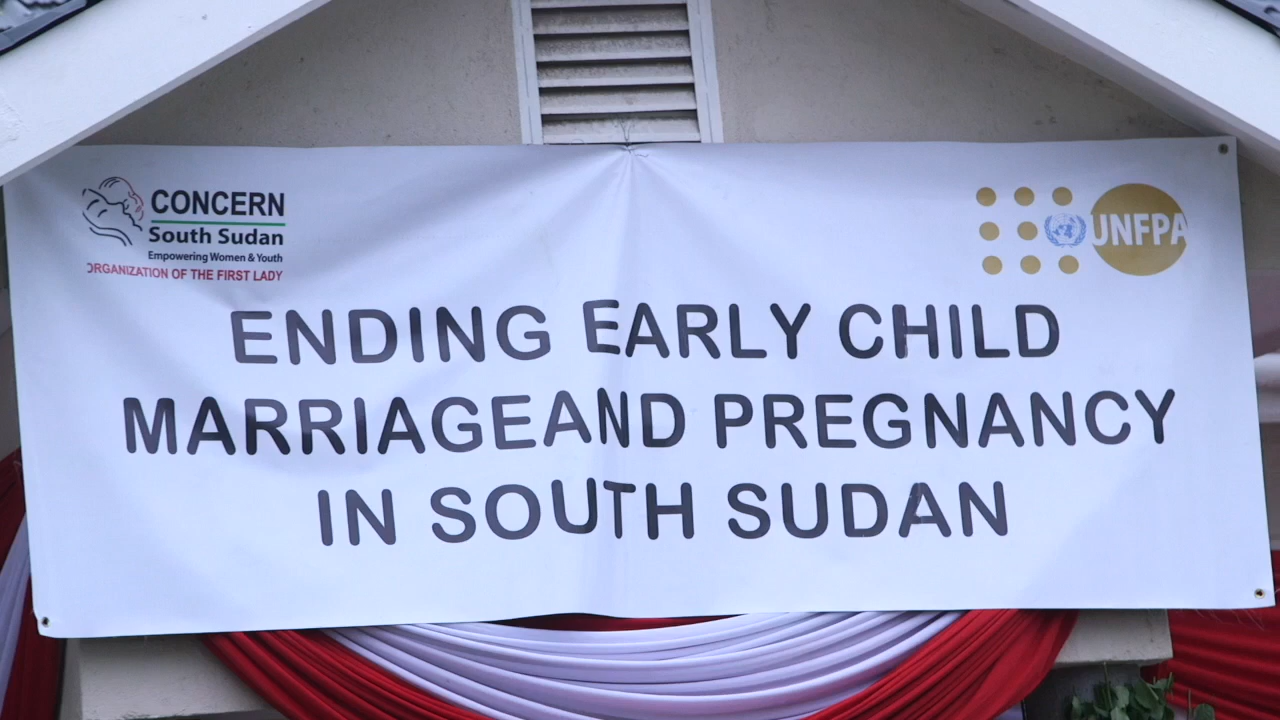 CONCERN
South Sudan
Empowering Women & Youth
ORGANIZATION OF THE FIRST LADY
UNFPA
ENDING EARLY CHILD
MARRIAGEAND PREGNANCY
IN SOUTH SUDAN